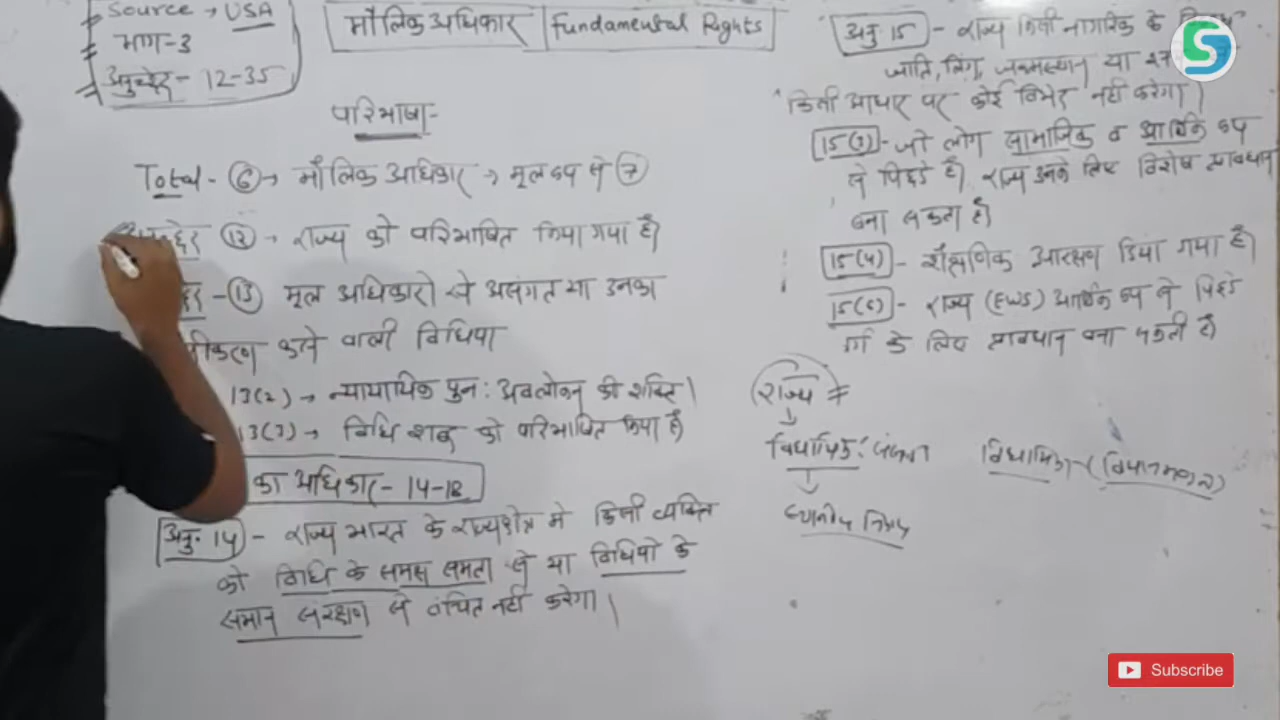 Source → USA
भाग-3
अनुच्छेद - 12-35
मौलिक अधिकार | Fundamental Rights
परिभाषा-
Total - ⑥ → मौलिक अधिकार → मूल रूप से ⑦
⑫ → राज्य को परिभाषित किया गया है।
- ⑬ मूल अधिकारो से असंगत या उनका
करने वाली विधिया
13(2) → न्यायायिक पुनः अवलोकन की शक्ति।
13(3) → विधि शब्द को परिभाषित किया है
का अधिकार - 14-18
अनु. 14 - राज्य भारत के राज्यक्षेत्र मे किसी व्यक्ति
को विधि के समक्ष समता से या विधियो के
समान संरक्षण से वंचित नही करेगा।
अनु. 15 - राज्य किसी नागरिक के
जाति, लिंग, जन्मस्थान या
किसी आधार पर कोई विभेद नही करेगा।
15(3) - जो लोग सामाजिक व आर्थिक रूप
से पिछडे है। राज्य उनके लिए विशेष प्रावधान
बना सकता है।
15(4) - शैक्षणिक आरक्षण दिया गया है।
15(6) - राज्य (EWS) आर्थिक रूप से पिछडे
के लिए प्रावधान बना सकती है
राज्य =
विधायिका (विधानमण्डल)
स्थानीय निकाय
Subscribe